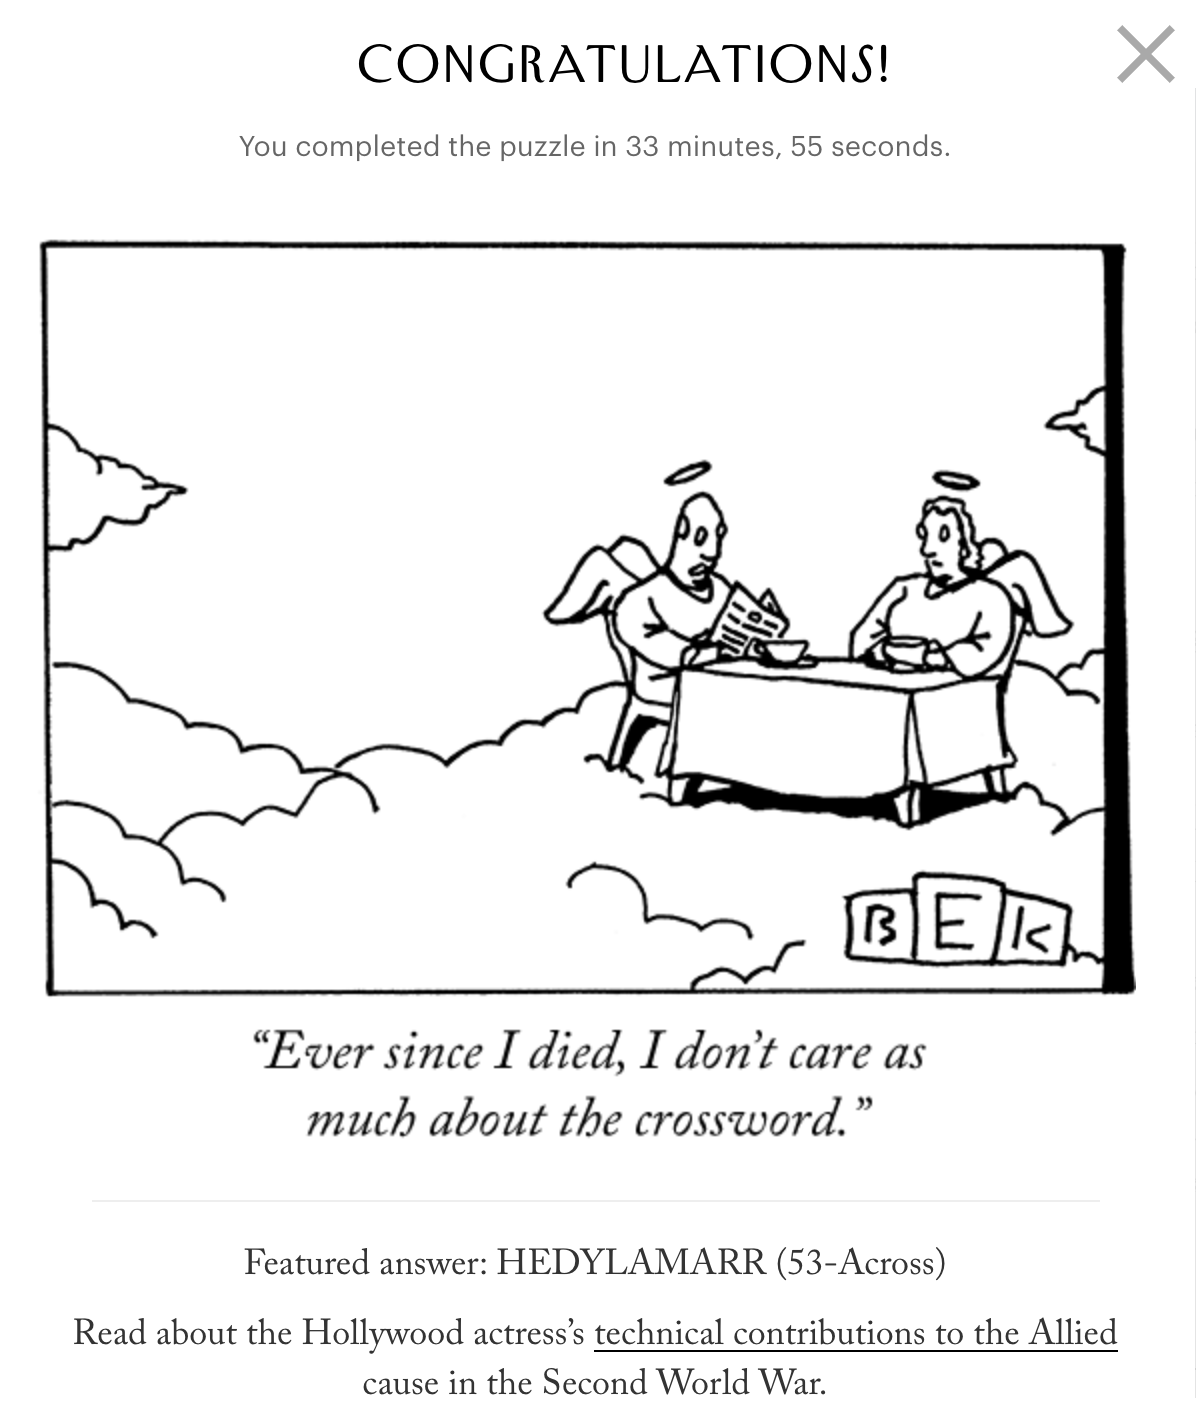 CONGRATULATIONS!
You completed the puzzle in 33 minutes, 55 seconds.
BEK
“Ever since I died, I don’t care as
much about the crossword.”
Featured answer: HEDYLAMARR (53-Across)
Read about the Hollywood actress’s technical contributions to the Allied
cause in the Second World War.